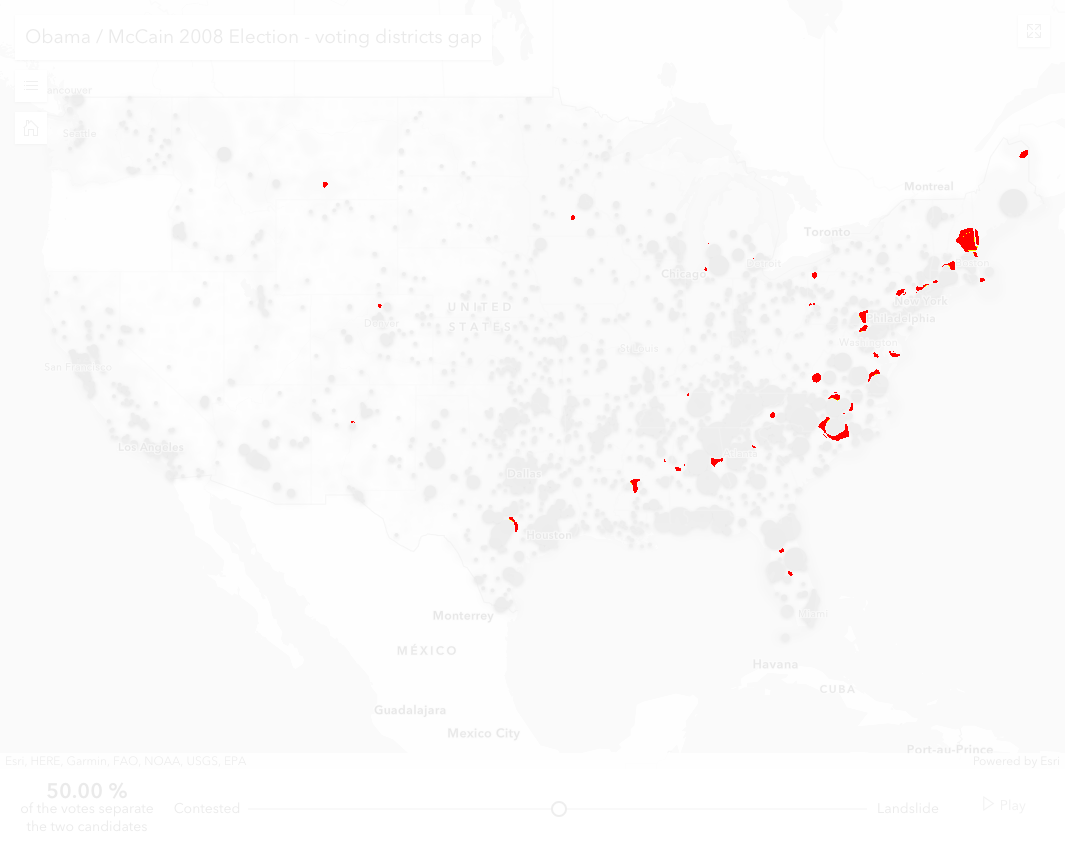 Obama / McCain 2008 Election - voting districts gap
ancouver
Seattle
Montreal
Toronto
Chicago
New York
UNITED
STATES
Philadelphia
Denver
Washington
St Louis
San Francisco
Los Angeles
Dallas
Houston
Miami
Monterrey
MÉXICO
Havana
CUBA
Guadalajara
Mexico City
Port-au-Prince
Esri, HERE, Garmin, FAO, NOAA, USGS, EPA
Powered by Esri
50.00 %
of the votes separate
the two candidates
Contested
Landslide
Play